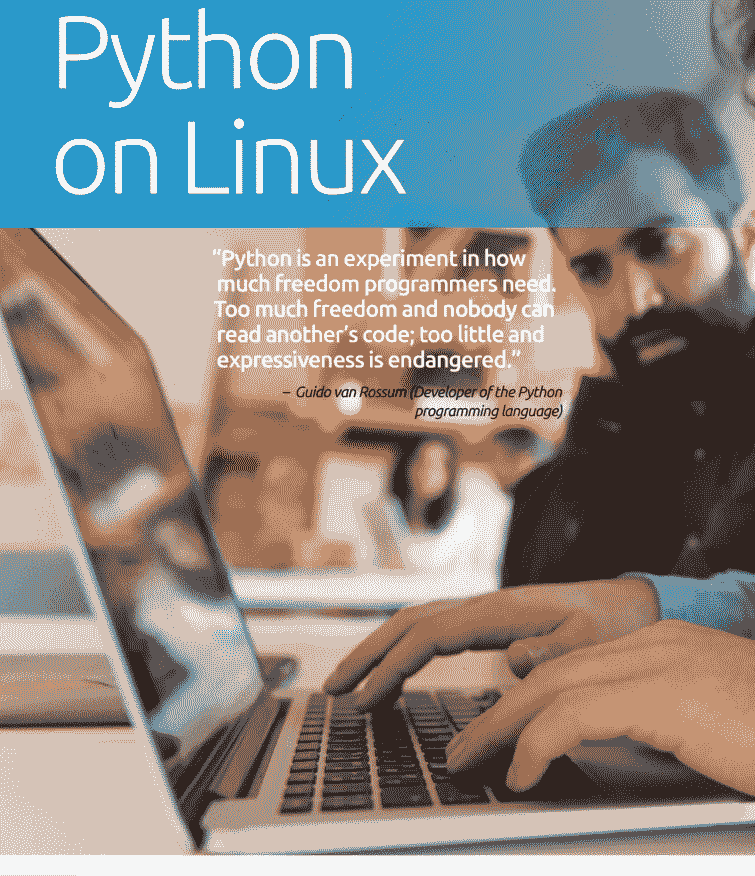 Python
on Linux
“Python is an experiment in how
much freedom programmers need.
Too much freedom and nobody can
read another’s code; too little and
expressiveness is endangered.”
– Guido van Rossum (Developer of the Python
programming language)